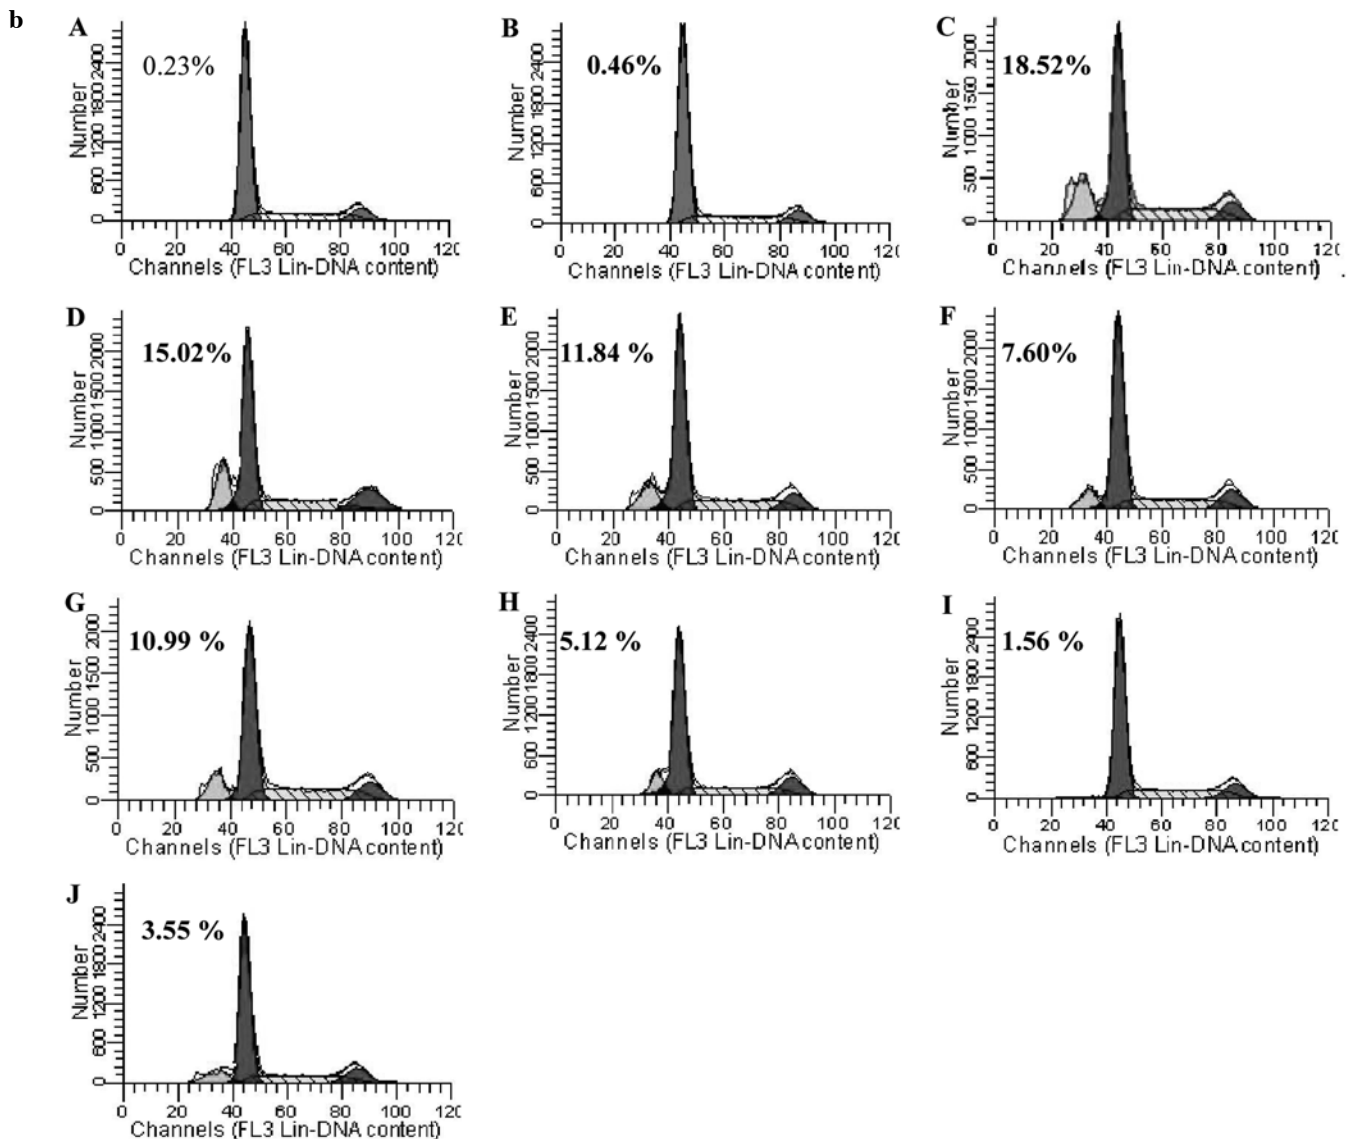 b
A
0.23%
Number
0 600 1200 1800 2400
0 20 40 60 80 100 120
Channels (FL3 Lin-DNA content)
B
0.46%
Number
0 600 1200 1800 2400
0 20 40 60 80 100 120
Channels (FL3 Lin-DNA content)
C
18.52%
Number
0 500 1000 1500 2000
0 20 40 60 80 100 120
Channels (FL3 Lin-DNA content)
D
15.02%
Number
0 500 1000 1500 2000
0 20 40 60 80 100 120
Channels (FL3 Lin-DNA content)
E
11.84 %
Number
0 500 1000 1500 2000
0 20 40 60 80 100 120
Channels (FL3 Lin-DNA content)
F
7.60%
Number
0 500 1000 1500 2000
0 20 40 60 80 100 120
Channels (FL3 Lin-DNA content)
G
10.99 %
Number
0 500 1000 1500 2000
0 20 40 60 80 100 120
Channels (FL3 Lin-DNA content)
H
5.12 %
Number
0 600 1200 1800 2400
0 20 40 60 80 100 120
Channels (FL3 Lin-DNA content)
I
1.56 %
Number
0 600 1200 1800 2400
0 20 40 60 80 100 120
Channels (FL3 Lin-DNA content)
J
3.55 %
Number
0 600 1200 1800 2400
0 20 40 60 80 100 120
Channels (FL3 Lin-DNA content)